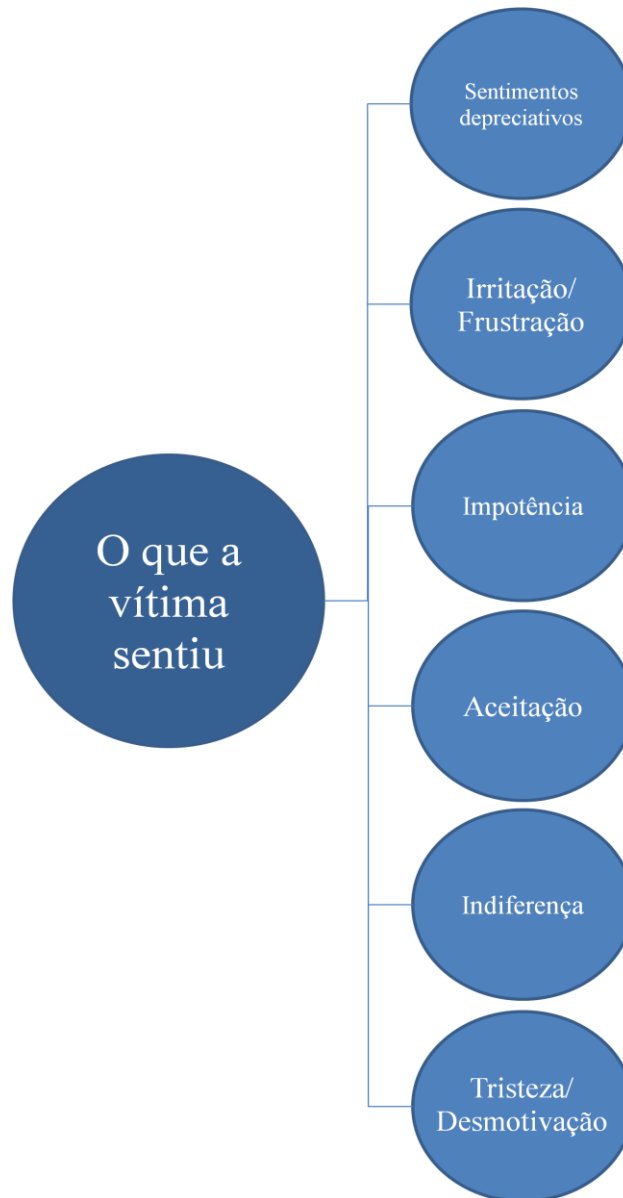 O que a
vítima
sentiu
Sentimentos
depreciativos
Irritação/
Frustração
Impotência
Aceitação
Indiferença
Tristeza/
Desmotivação